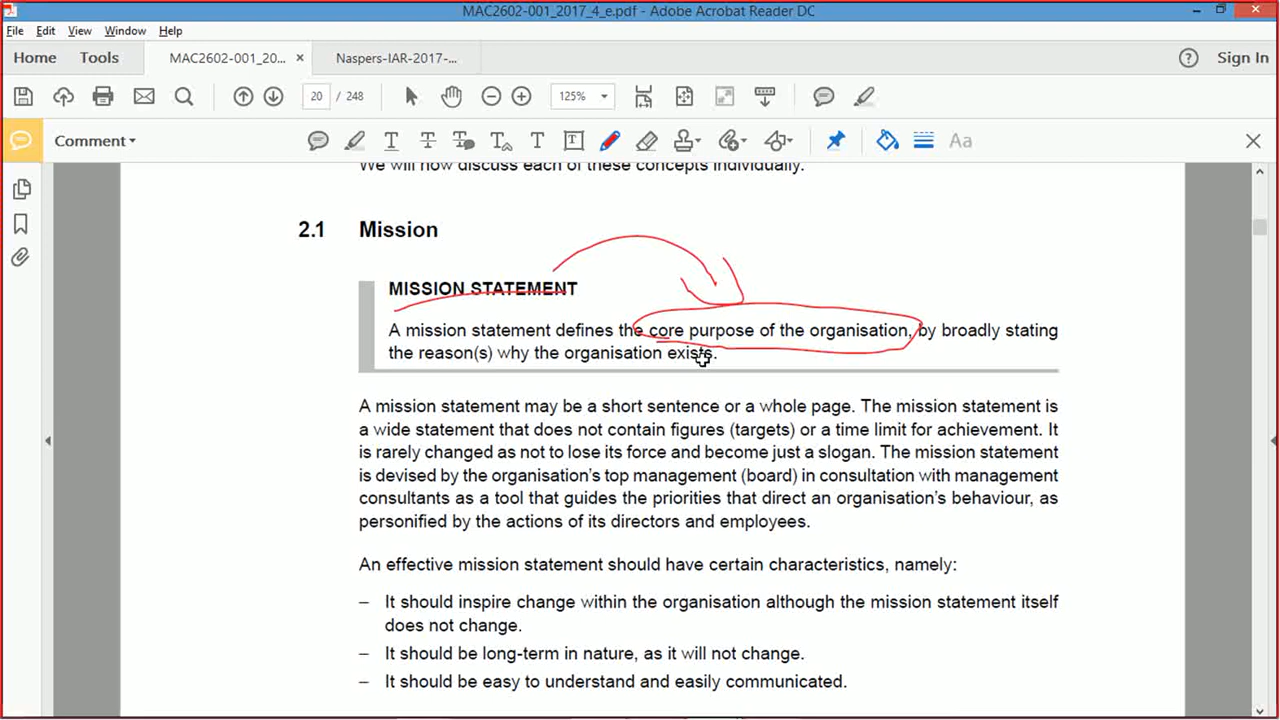 MAC2602-001_2017_4_e.pdf - Adobe Acrobat Reader DC
File Edit View Window Help
Home Tools MAC2602-001_20... × Naspers-IAR-2017-... Sign In
20 / 248 125%
Comment
We will now discuss each of these concepts individually.
2.1 Mission
MISSION STATEMENT
A mission statement defines the core purpose of the organisation, by broadly stating
the reason(s) why the organisation exists.
A mission statement may be a short sentence or a whole page. The mission statement is
a wide statement that does not contain figures (targets) or a time limit for achievement. It
is rarely changed as not to lose its force and become just a slogan. The mission statement
is devised by the organisation's top management (board) in consultation with management
consultants as a tool that guides the priorities that direct an organisation's behaviour, as
personified by the actions of its directors and employees.
An effective mission statement should have certain characteristics, namely:
– It should inspire change within the organisation although the mission statement itself
does not change.
– It should be long-term in nature, as it will not change.
– It should be easy to understand and easily communicated.